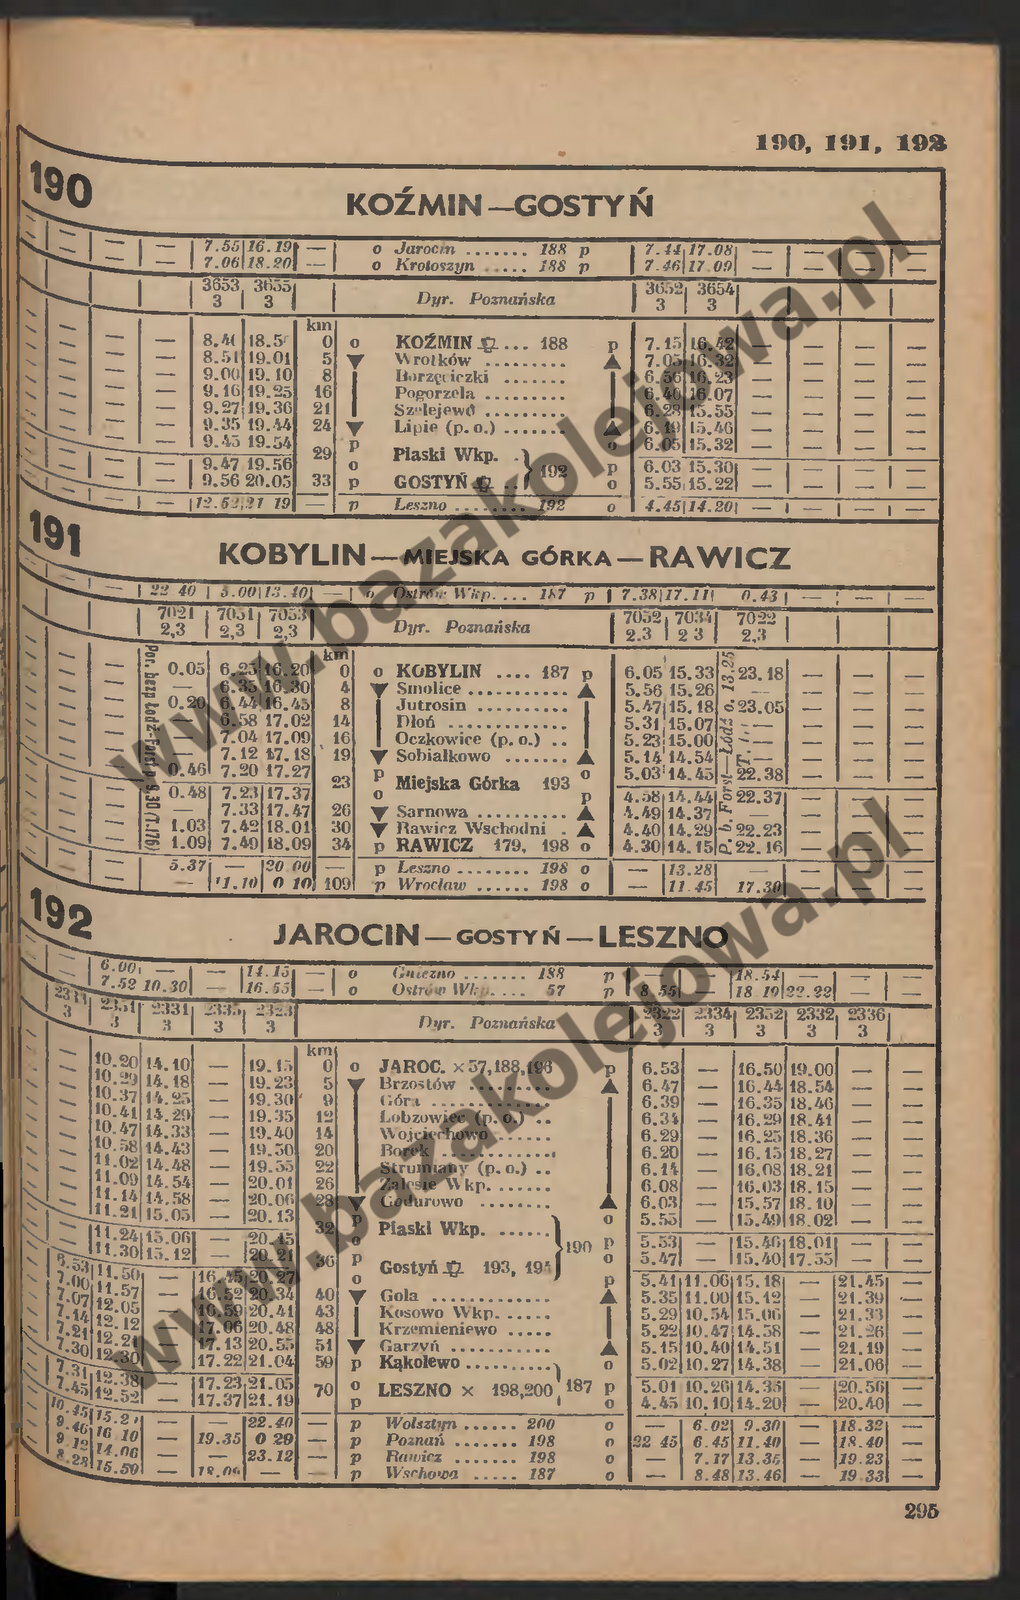 190, 191, 192
190
KOŹMIN—GOSTYŃ
— — — — 7.55 16.19 — o Jarocin ........ 188 p 7.44 17.08 — — — —
— — — — 7.06 18.20 — o Krotoszyn ..... 188 p 7.46 17.09 — — — —
3653 3655 Dyr. Poznańska 3652 3654
3 3 3 3
km
18.5 0 o KOŹMIN ... 188 p 7.15 16.42
8.51 19.01 5 Wrotków .......... 7.05 16.32
9.00 19.10 8 Borzęciczki ....... 6.56 16.23
9.16 19.25 16 Pogorzela ......... 6.40 16.07
9.27 19.36 21 Szelejewo ......... 6.28 15.55
9.35 19.44 24 Lipie (p.o.) ....... 6.19 15.46
9.45 19.54 29 p Piaski Wkp. o 6.05 15.32
9.47 19.56 o 192 p 6.03 15.30
9.56 20.05 33 p GOSTYŃ o 5.55 15.22
21 19 — p Leszno ........ 192 o 4.45 14.20
191
KOBYLIN—MIEJSKA GÓRKA—RAWICZ
22 40 5.00 13.40 — o Ostrów Wkp. ... 187 p 7.38 17.11 0.43
7021 7051 7053 Dyr. Poznańska 7052 7034 7022
2,3 2,3 2,3 2.3 2 3 2,3
Por. bezp Łódź-Forst p. 9.30 (T.176)
P. b. Forst—Łódź o. 13.25
km
0.05 6.25 16.20 0 o KOBYLIN .... 187 p 6.05 15.33 23.18
— 6.35 16.30 4 Smolice ........... 5.56 15.26 —
0.20 6.44 16.45 8 Jutrosin .......... 5.47 15.18 23.05
6.58 17.02 14 Dłoń .............. 5.31 15.07 —
7.04 17.09 16 Oczkowice (p.o.) .. 5.23 15.00 —
7.12 17.18 19 Sobiałkowo ....... 5.14 14.54 —
0.46 7.20 17.27 23 p Miejska Górka 193 o 5.03 14.45 22.38
0.48 7.23 17.37 o p 4.58 14.44 22.37
— 7.33 17.47 26 Sarnowa .......... 4.49 14.37 —
1.03 7.42 18.01 30 Rawicz Wschodni . 4.40 14.29 22.23
1.09 7.49 18.09 34 p RAWICZ 179, 198 o 4.30 14.15 22.16
5.37 — 20 00 — p Leszno .......... 198 o — 13.28 —
— 0 10 109 p Wrocław ...... 198 o — 11 45 17.30
192
JAROCIN—GOSTYŃ—LESZNO
6.00 — — 14.15 — o Gniezno ....... 188 p — — 18.54 — —
7.52 10.30 — 16.55 — o Ostrów Wkp. ... 57 p 8 55 — 18 19 22.22 —
2351 2331 2335 2323 Dyr. Poznańska 2322 2334 2352 2332 2336
3 3 3 3 3 3 3 3 3 3
km
10.20 14.10 — 19.15 0 o JAROC. × 57,188,196 p 6.53 — 16.50 19.00 —
10.29 14.18 — 19.23 5 Brzostów ........ 6.47 — 16.44 18.54 —
10.37 14.25 — 19.30 9 Góra ............ 6.39 — 16.35 18.46 —
10.41 14.29 — 19.35 12 Łobzowiec (p.o.) .. 6.34 — 16.29 18.41 —
10.47 14.33 — 19.40 14 Wojciechowo ...... 6.29 — 16.25 18.36 —
10.58 14.43 — 19.50 20 Borek ............ 6.20 — 16.15 18.27 —
11.02 14.48 — 19.55 22 Strumiany (p.o.) .. 6.14 — 16.08 18.21 —
11.09 14.54 — 20.01 26 Zalesie Wkp. ...... 6.08 — 16.03 18.15 —
11.14 14.58 — 20.06 28 Godurowo ......... 6.03 — 15.57 18.10 —
11.21 15.05 — 20.13 32 p Piaski Wkp. ...... o 5.55 — 15.49 18.02 —
11.24 15.06 — 20.15 o 190 p 5.53 — 15.46 18.01 —
11.30 15.12 — 20.21 36 p Gostyń 193, 194 o 5.47 — 15.40 17.55 —
6.53 11.50 — 16.45 20.27 o p 5.41 11.06 15.18 — 21.45 —
7.00 11.57 — 16.52 20.34 40 Gola ............. 5.35 11.00 15.12 — 21.39 —
7.07 12.05 — 16.59 20.41 43 Kosowo Wkp. ...... 5.29 10.54 15.06 — 21.33
7.14 12.12 — 17.06 20.48 48 Krzemieniewo ..... 5.22 10.47 14.58 — 21.26
7.21 — 17.13 20.55 51 Garzyń ........... 5.15 10.40 14.51 — 21.19
7.30 12.30 — 17.22 21.04 59 p Kąkolewo .......... o 5.02 10.27 14.38 — 21.06
7.31 12.38 — 17.23 21.05 70 o LESZNO × 198,200 187 p 5.01 10.26 14.35 — 20.56
7.45 12.52 — 17.37 21.19 p o 4.45 10.10 14.20 — 20.40
10.45 — — 22.40 — p Wolsztyn ...... 200 o — 6.02 9.30 — 18.32 —
9.46 16 10 — 19.35 0 29 — p Poznań ....... 198 o 22 45 6.45 11.40 — 18.40 —
9 12 14.06 — — 23.12 — p Rawicz ....... 198 o — 7.17 13.35 — 19.23 —
15.59 — — p Wschowa ..... 187 o — 8.48 13.46 — 19 33 —
295
www.bazakolejowa.pl
www.bazakolejowa.pl